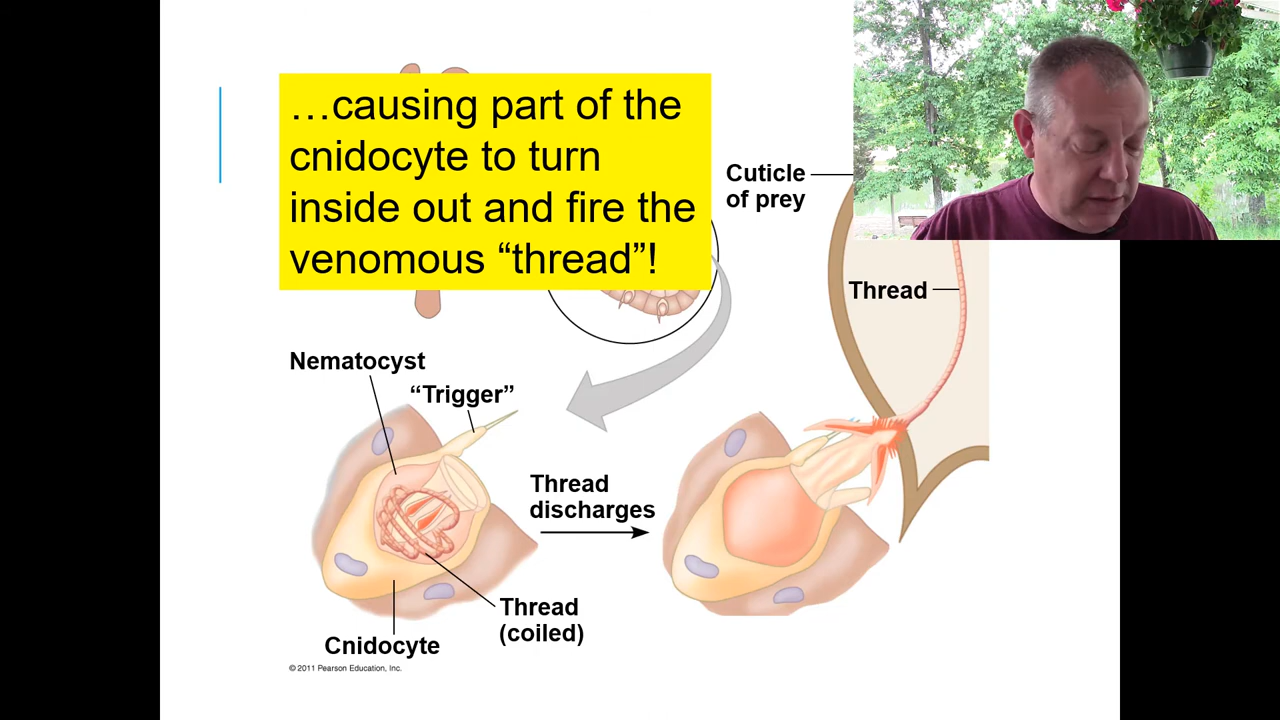 …causing part of the
cnidocyte to turn
inside out and fire the
venomous “thread”!
Cuticle
of prey
Thread
Nematocyst
“Trigger”
Thread
discharges
Thread
(coiled)
Cnidocyte
© 2011 Pearson Education, Inc.